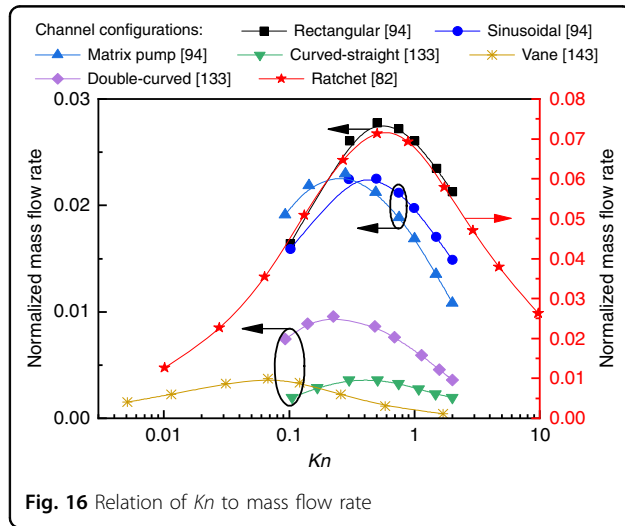 Channel configurations: Rectangular [94] Sinusoidal [94]
Matrix pump [94] Curved-straight [133] Vane [143]
Double-curved [133] Ratchet [82]
0.03
0.02
0.01
0.00
Normalized mass flow rate
0.08
0.07
0.06
0.05
0.04
0.03
0.02
0.01
0.00
Normalized mass flow rate
0.01 0.1 1 10
Kn
Fig. 16 Relation of Kn to mass flow rate